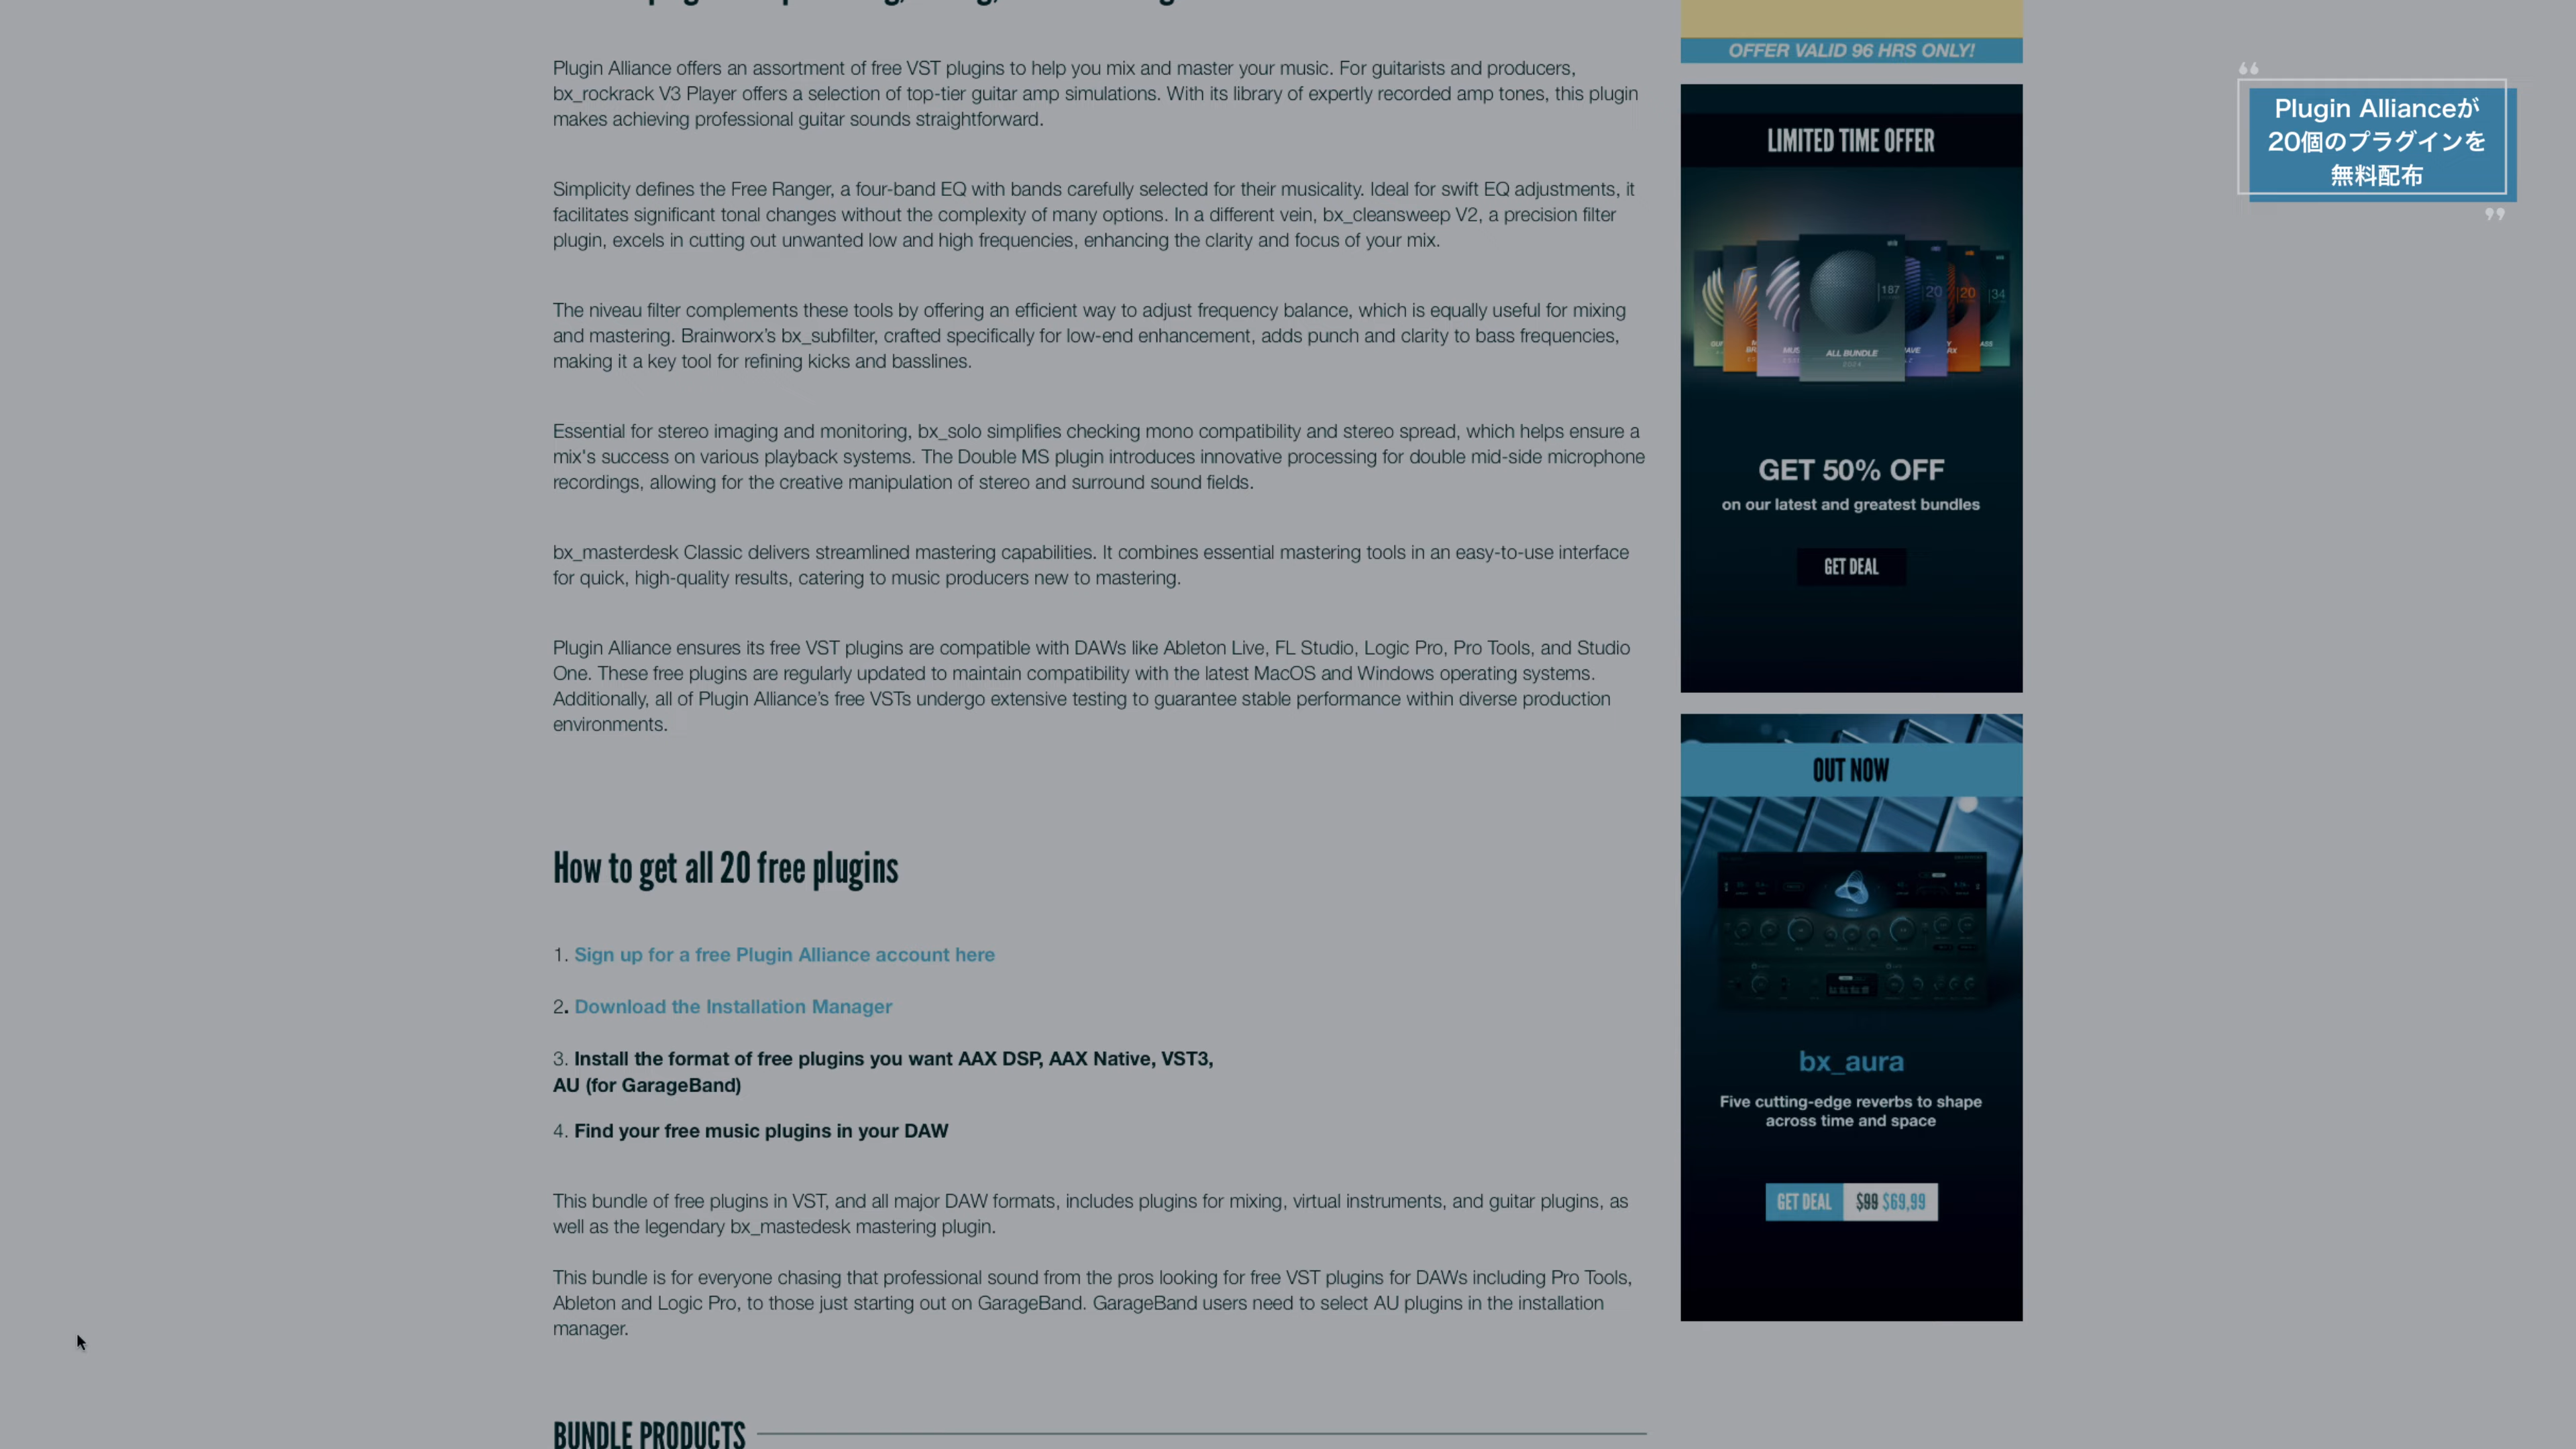 Plugin Alliance offers an assortment of free VST plugins to help you mix and master your music. For guitarists and producers,
bx_rockrack V3 Player offers a selection of top-tier guitar amp simulations. With its library of expertly recorded amp tones, this plugin
makes achieving professional guitar sounds straightforward.
Simplicity defines the Free Ranger, a four-band EQ with bands carefully selected for their musicality. Ideal for swift EQ adjustments, it
facilitates significant tonal changes without the complexity of many options. In a different vein, bx_cleansweep V2, a precision filter
plugin, excels in cutting out unwanted low and high frequencies, enhancing the clarity and focus of your mix.
The niveau filter complements these tools by offering an efficient way to adjust frequency balance, which is equally useful for mixing
and mastering. Brainworx's bx_subfilter, crafted specifically for low-end enhancement, adds punch and clarity to bass frequencies,
making it a key tool for refining kicks and basslines.
Essential for stereo imaging and monitoring, bx_solo simplifies checking mono compatibility and stereo spread, which helps ensure a
mix's success on various playback systems. The Double MS plugin introduces innovative processing for double mid-side microphone
recordings, allowing for the creative manipulation of stereo and surround sound fields.
bx_masterdesk Classic delivers streamlined mastering capabilities. It combines essential mastering tools in an easy-to-use interface
for quick, high-quality results, catering to music producers new to mastering.
Plugin Alliance ensures its free VST plugins are compatible with DAWs like Ableton Live, FL Studio, Logic Pro, Pro Tools, and Studio
One. These free plugins are regularly updated to maintain compatibility with the latest MacOS and Windows operating systems.
Additionally, all of Plugin Alliance's free VSTs undergo extensive testing to guarantee stable performance within diverse production
environments.
How to get all 20 free plugins
1. Sign up for a free Plugin Alliance account here
2. Download the Installation Manager
3. Install the format of free plugins you want AAX DSP, AAX Native, VST3,
AU (for GarageBand)
4. Find your free music plugins in your DAW
This bundle of free plugins in VST, and all major DAW formats, includes plugins for mixing, virtual instruments, and guitar plugins, as
well as the legendary bx_mastedesk mastering plugin.
This bundle is for everyone chasing that professional sound from the pros looking for free VST plugins for DAWs including Pro Tools,
Ableton and Logic Pro, to those just starting out on GarageBand. GarageBand users need to select AU plugins in the installation
manager.
BUNDLE PRODUCTS
OFFER VALID 96 HRS ONLY!
LIMITED TIME OFFER
187
20
20
34
ALL BUNDLE
2024
GET 50% OFF
on our latest and greatest bundles
GET DEAL
OUT NOW
bx_aura
Five cutting-edge reverbs to shape
across time and space
GET DEAL $99 $69,99
Plugin Allianceが
20個のプラグインを
無料配布